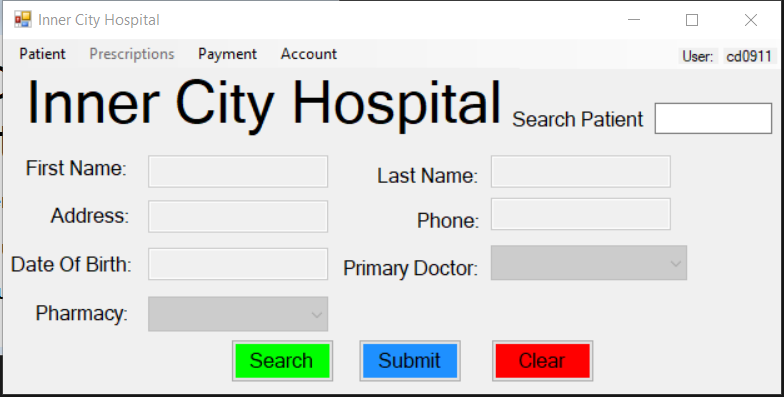 Inner City Hospital
Patient Prescriptions Payment Account User: cd0911
Inner City Hospital Search Patient
First Name: Last Name:
Address: Phone:
Date Of Birth: Primary Doctor:
Pharmacy:
Search Submit Clear